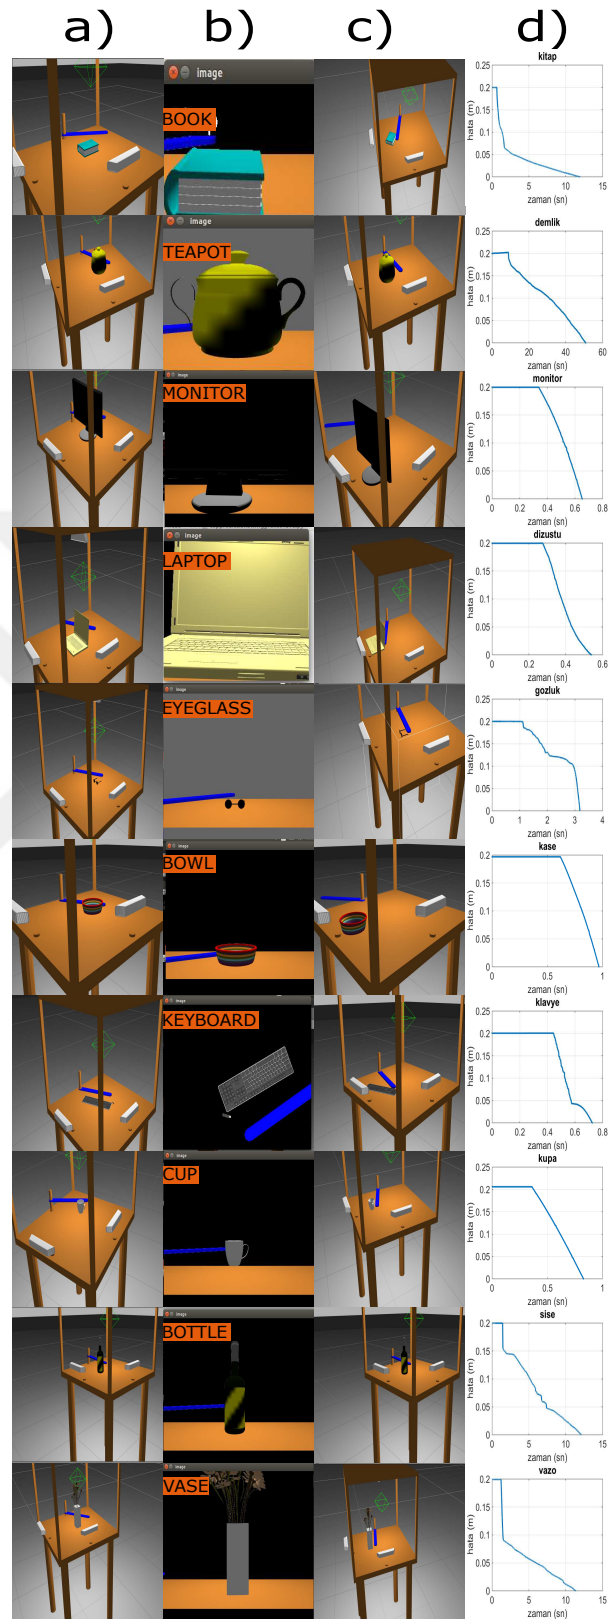 a) b) c) d)
image
BOOK
kitap
hata (m)
0.25
0.2
0.15
0.1
0.05
0
0 5 10 15
zaman (sn)
image
TEAPOT
demlik
hata (m)
0.25
0.2
0.15
0.1
0.05
0
0 20 40 60
zaman (sn)
image
MONITOR
monitor
hata (m)
0.2
0.15
0.1
0.05
0
0 0.2 0.4 0.6 0.8
zaman (sn)
image
LAPTOP
dizustu
hata (m)
0.2
0.15
0.1
0.05
0
0 0.2 0.4 0.6
zaman (sn)
image
EYEGLASS
gozluk
hata (m)
0.25
0.2
0.15
0.1
0.05
0
0 1 2 3 4
zaman (sn)
image
BOWL
kase
hata (m)
0.2
0.15
0.1
0.05
0
0 0.5 1
zaman (sn)
image
KEYBOARD
klavye
hata (m)
0.25
0.2
0.15
0.1
0.05
0
0 0.2 0.4 0.6 0.8
zaman (sn)
image
CUP
kupa
hata (m)
0.25
0.2
0.15
0.1
0.05
0
0 0.5 1
zaman (sn)
image
BOTTLE
sise
hata (m)
0.2
0.15
0.1
0.05
0
0 5 10 15
zaman (sn)
image
VASE
vazo
hata (m)
0.2
0.15
0.1
0.05
0
0 5 10 15
zaman (sn)